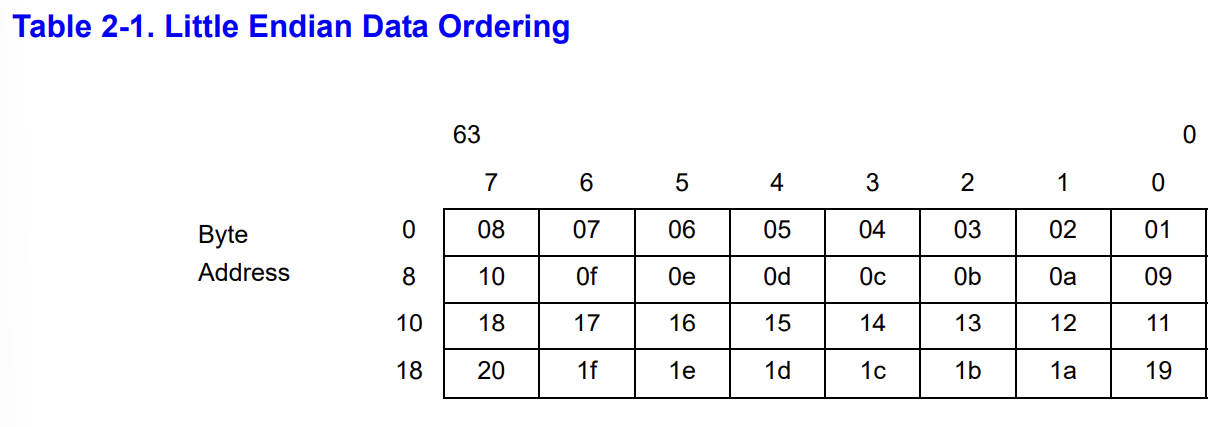 Table 2-1. Little Endian Data Ordering
63 0
7 6 5 4 3 2 1 0
Byte 0 08 07 06 05 04 03 02 01
Address 8 10 0f 0e 0d 0c 0b 0a 09
10 18 17 16 15 14 13 12 11
18 20 1f 1e 1d 1c 1b 1a 19